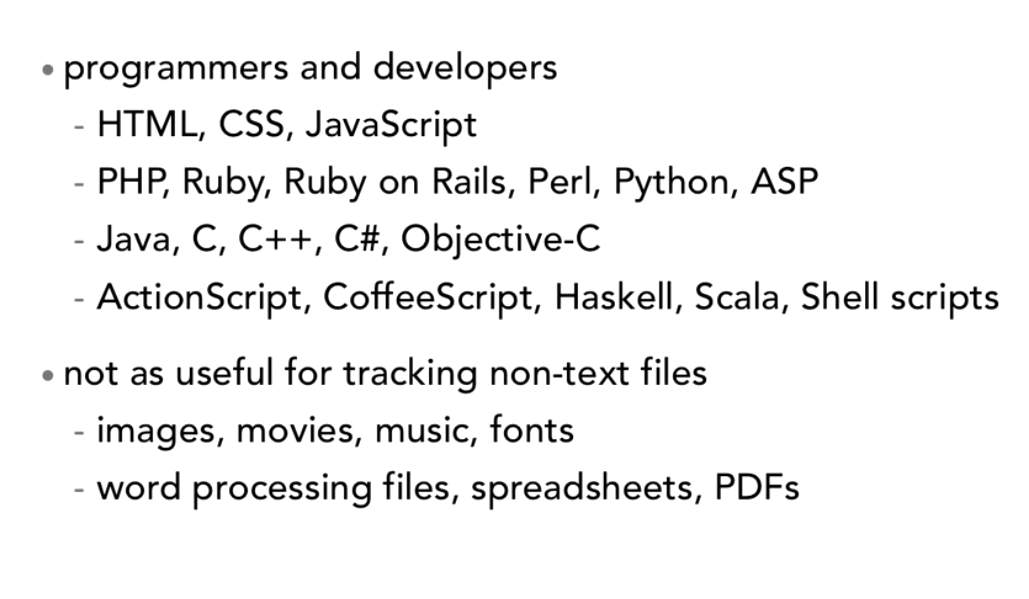 • programmers and developers
- HTML, CSS, JavaScript
- PHP, Ruby, Ruby on Rails, Perl, Python, ASP
- Java, C, C++, C#, Objective-C
- ActionScript, CoffeeScript, Haskell, Scala, Shell scripts
• not as useful for tracking non-text files
- images, movies, music, fonts
- word processing files, spreadsheets, PDFs